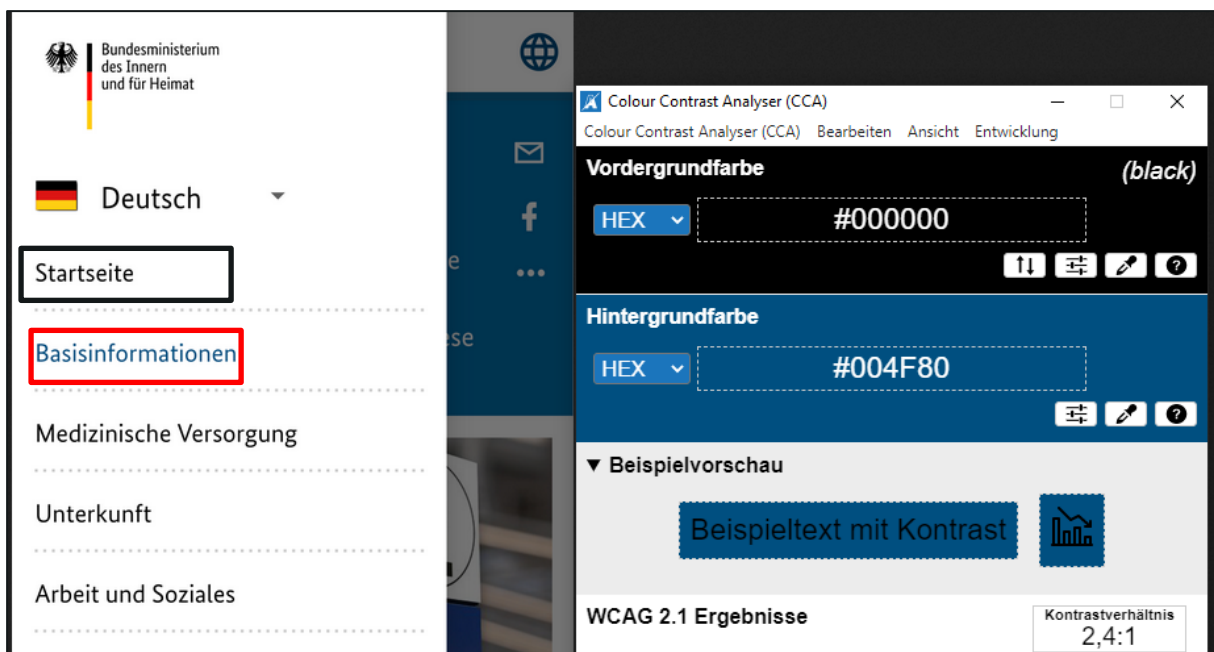 Bundesministerium
des Innern
und für Heimat
Deutsch
Startseite
Basisinformationen
Medizinische Versorgung
Unterkunft
Arbeit und Soziales
e
ese
Colour Contrast Analyser (CCA)
Colour Contrast Analyser (CCA) Bearbeiten Ansicht Entwicklung
Vordergrundfarbe (black)
HEX #000000
Hintergrundfarbe
HEX #004F80
▼ Beispielvorschau
Beispieltext mit Kontrast
WCAG 2.1 Ergebnisse
Kontrastverhältnis
2,4:1